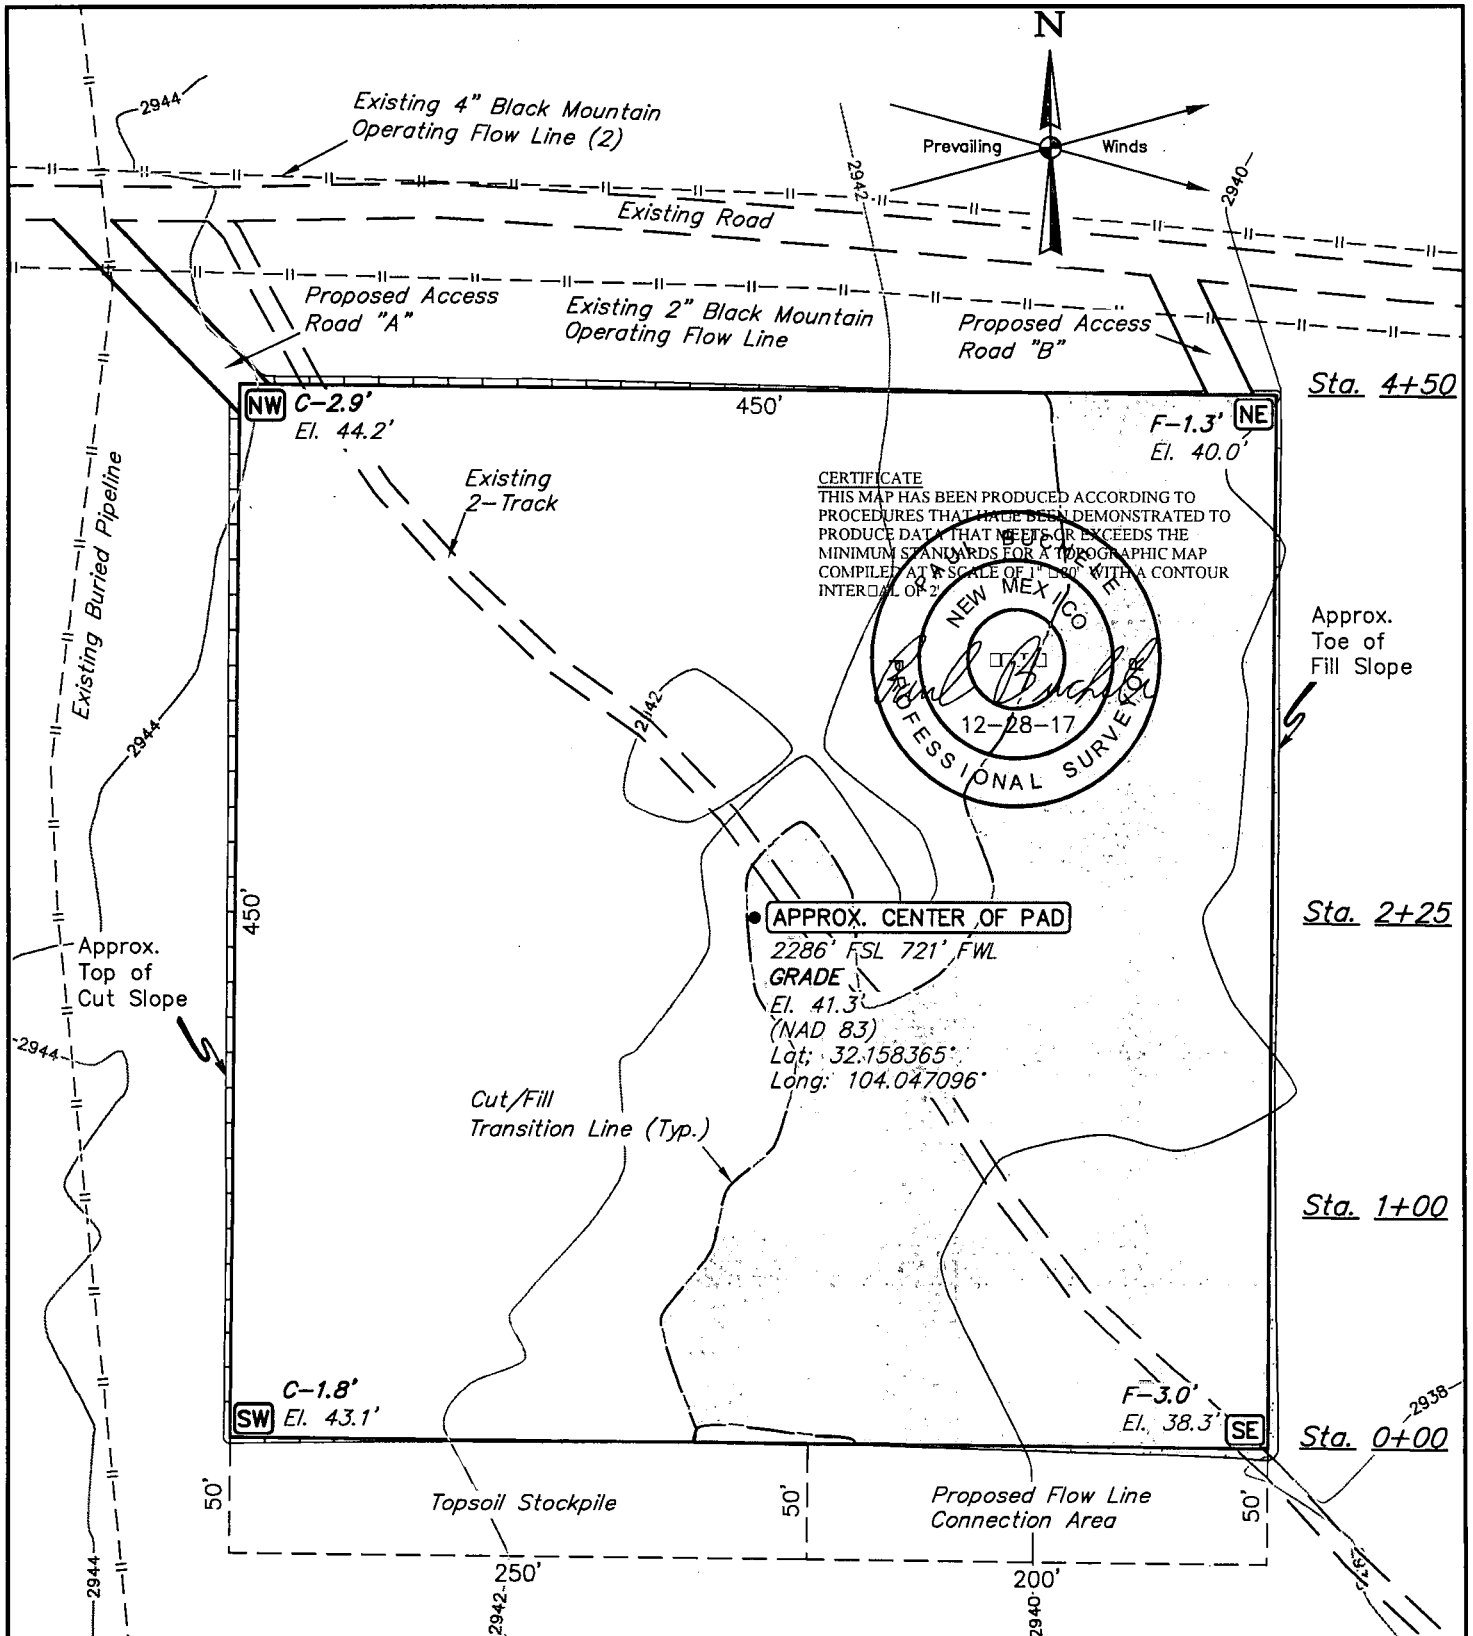 N
2944
Existing 4" Black Mountain
Operating Flow Line (2)
Prevailing Winds
2942
2940
Existing Road
Proposed Access
Road "A"
Existing 2" Black Mountain
Operating Flow Line
Proposed Access
Road "B"
Sta. 4+50
NW
C-2.9'
El. 44.2'
450'
F-1.3'
NE
El. 40.0'
Existing
2-Track
CERTIFICATE
THIS MAP HAS BEEN PRODUCED ACCORDING TO
PROCEDURES THAT HA□E BEEN DEMONSTRATED TO
PRODUCE DATA THAT MEETS OR EXCEEDS THE
MINIMUM STANDARDS FOR A TOPOGRAPHIC MAP
COMPILED AT A SCALE OF 1" □ 80' WITH A CONTOUR
INTER□AL OF 2'
PAUL BUCHELE
NEW MEXICO
12-28-17
PROFESSIONAL SURVEYOR
Existing Buried Pipeline
Approx.
Toe of
Fill Slope
2944
2942
450'
APPROX. CENTER OF PAD
2286' FSL 721' FWL
GRADE
El. 41.3'
(NAD 83)
Lat: 32.158365°
Long: 104.047096°
Sta. 2+25
Approx.
Top of
Cut Slope
2944
Cut/Fill
Transition Line (Typ.)
Sta. 1+00
C-1.8'
SW
El. 43.1'
F-3.0'
El. 38.3'
SE
2938
Sta. 0+00
50'
Topsoil Stockpile
50'
Proposed Flow Line
Connection Area
50'
250'
200'
2944
2942
2940